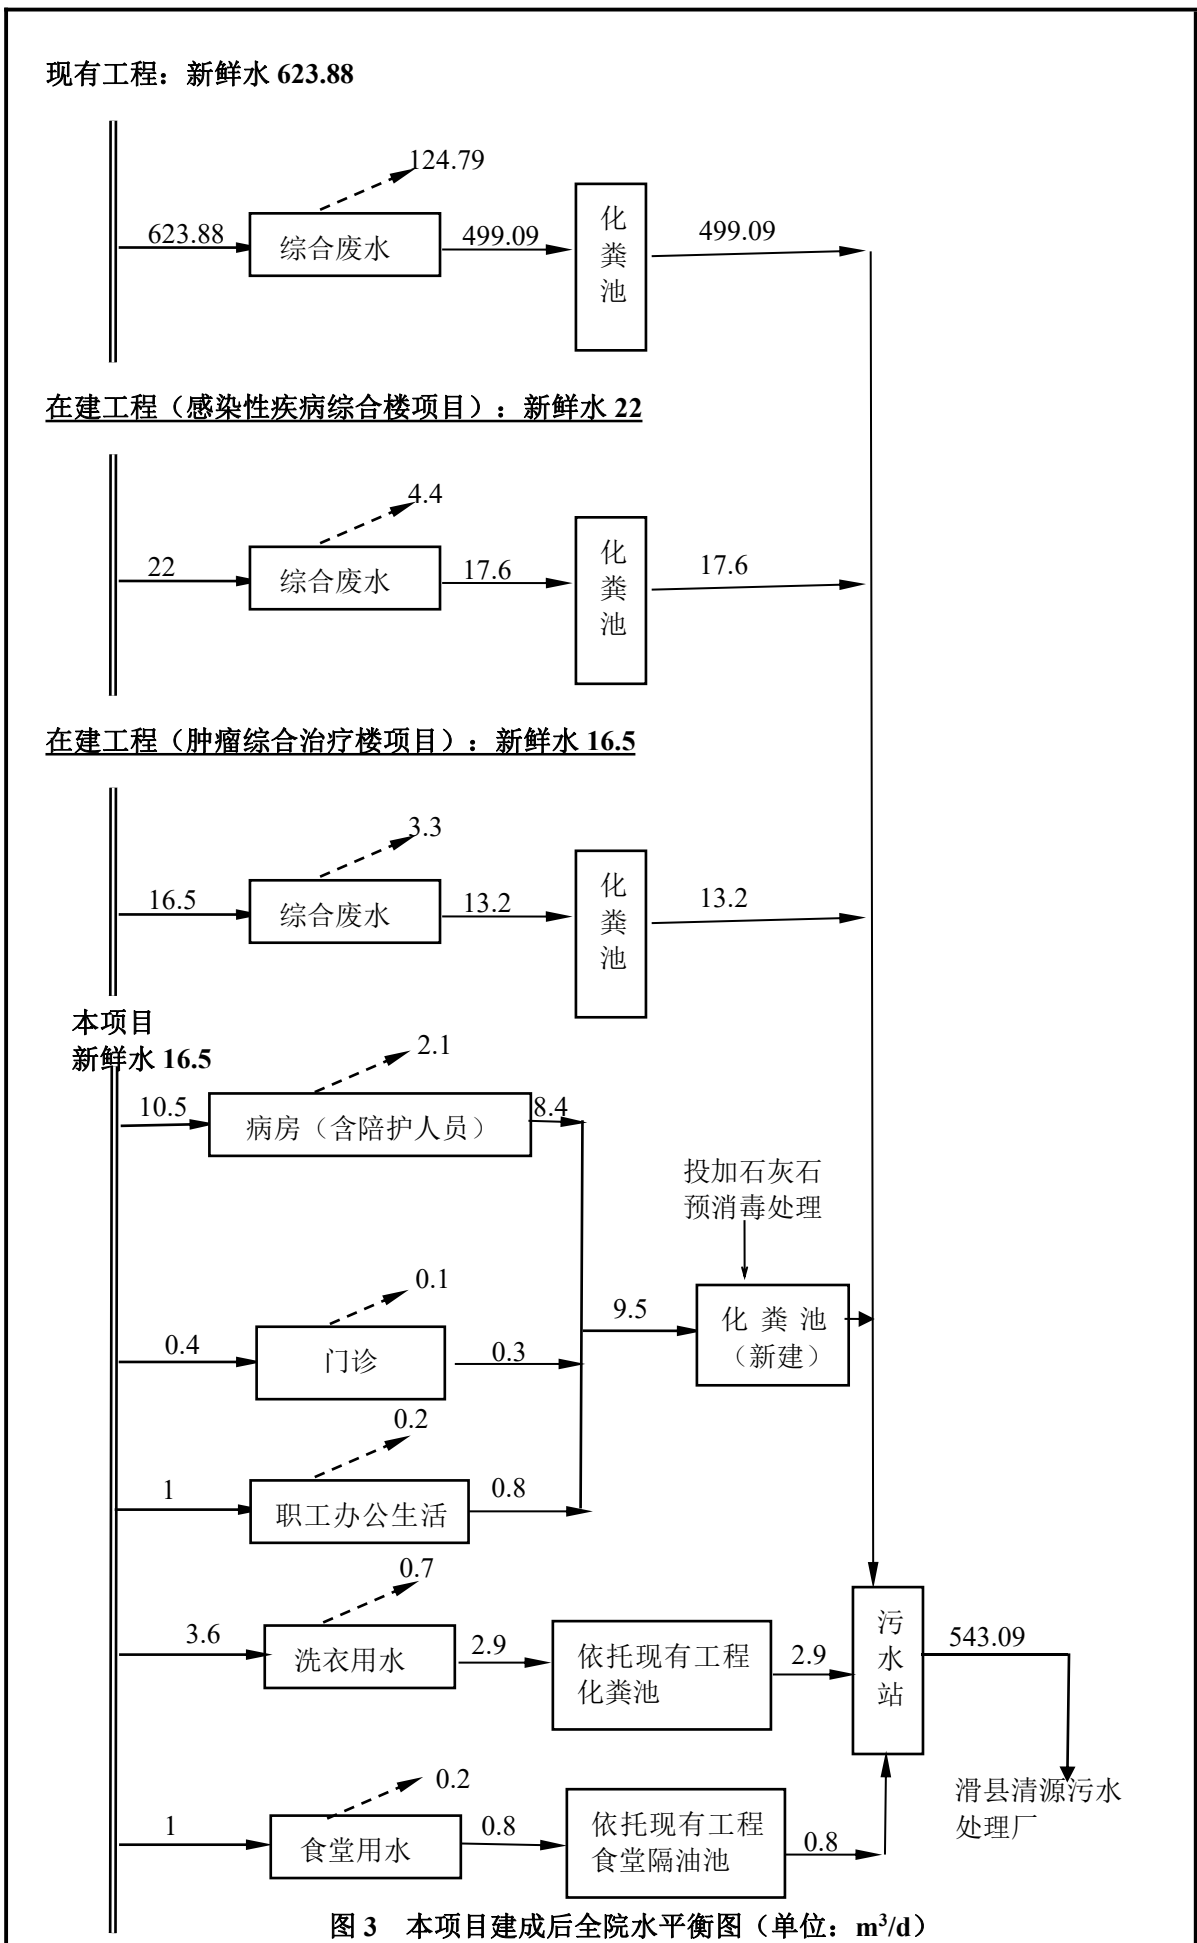 现有工程：新鲜水 623.88
124.79
623.88
综合废水
499.09
化
粪
池
499.09
在建工程（感染性疾病综合楼项目）：新鲜水 22
4.4
22
综合废水
17.6
化
粪
池
17.6
在建工程（肿瘤综合治疗楼项目）：新鲜水 16.5
3.3
16.5
综合废水
13.2
化
粪
池
13.2
本项目
新鲜水 16.5
2.1
10.5
病房（含陪护人员）
8.4
投加石灰石
预消毒处理
0.1
0.4
门诊
0.3
9.5
化 粪 池
（新建）
0.2
1
职工办公生活
0.8
0.7
3.6
洗衣用水
2.9
依托现有工程
化粪池
2.9
污
水
站
543.09
滑县清源污水
处理厂
0.2
1
食堂用水
0.8
依托现有工程
食堂隔油池
0.8
图 3 本项目建成后全院水平衡图（单位：m³/d）